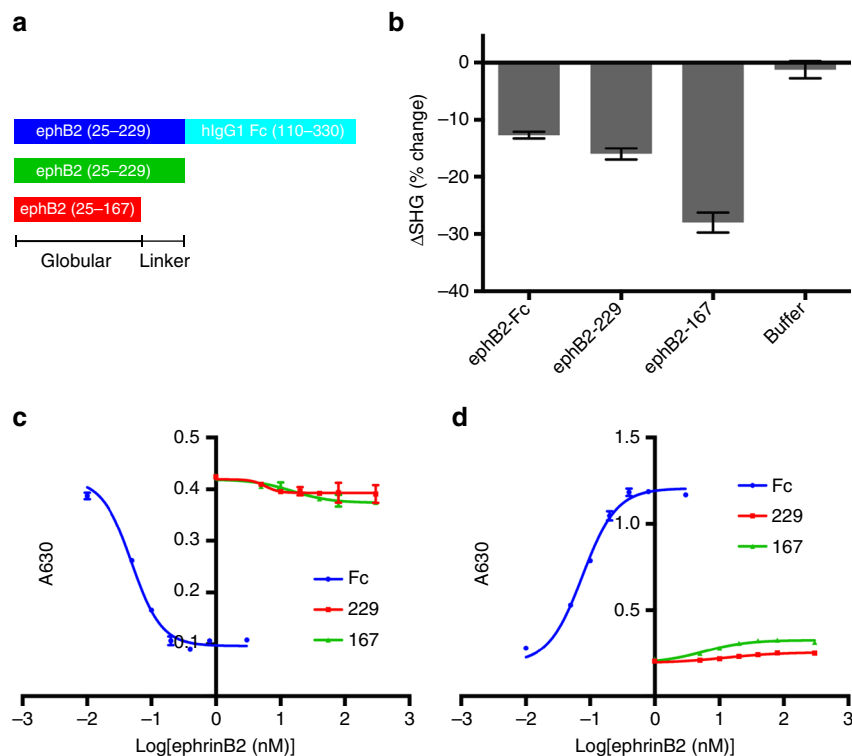 a
ephB2 (25–229) hIgG1 Fc (110–330)
ephB2 (25–229)
ephB2 (25–167)
Globular Linker
b
0
−10
−20
−30
−40
ΔSHG (% change)
ephB2-Fc
ephB2-229
ephB2-167
Buffer
c
0.5
0.4
0.3
0.2
0.1
A630
Fc
229
167
−3 −2 −1 0 1 2 3
Log[ephrinB2 (nM)]
d
1.5
1.0
0.5
A630
Fc
229
167
−3 −2 −1 0 1 2 3
Log[ephrinB2 (nM)]